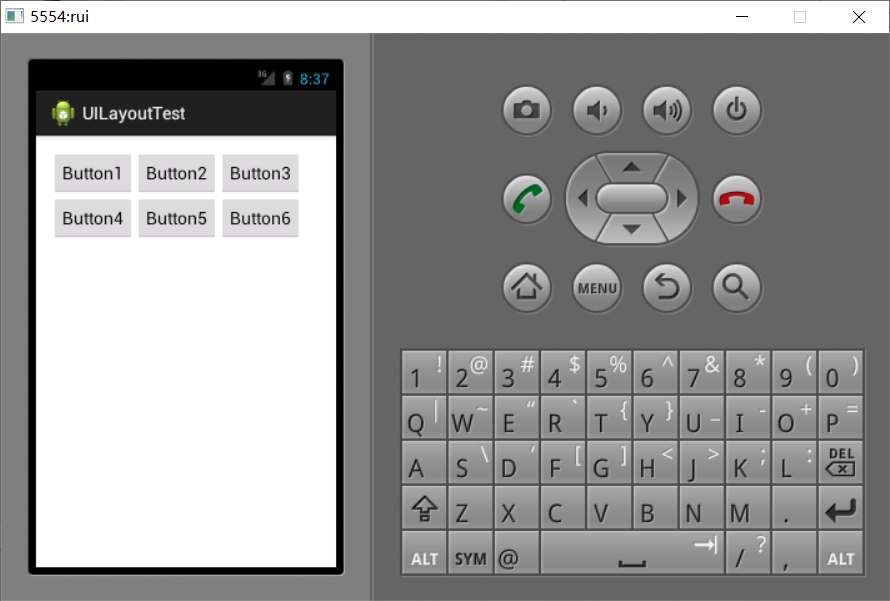 5554:rui
3G 8:37
UILayoutTest
Button1 Button2 Button3
Button4 Button5 Button6
MENU
1 ! 2 @ 3 # 4 $ 5 % 6 ^ 7 & 8 * 9 ( 0 )
Q | W ~ E “ R ` T { Y } U _ I - O + P =
A S \ D ‘ F [ G ] H < J > K ; L : DEL
Z X C V B N M .
ALT SYM @ / ? , ALT